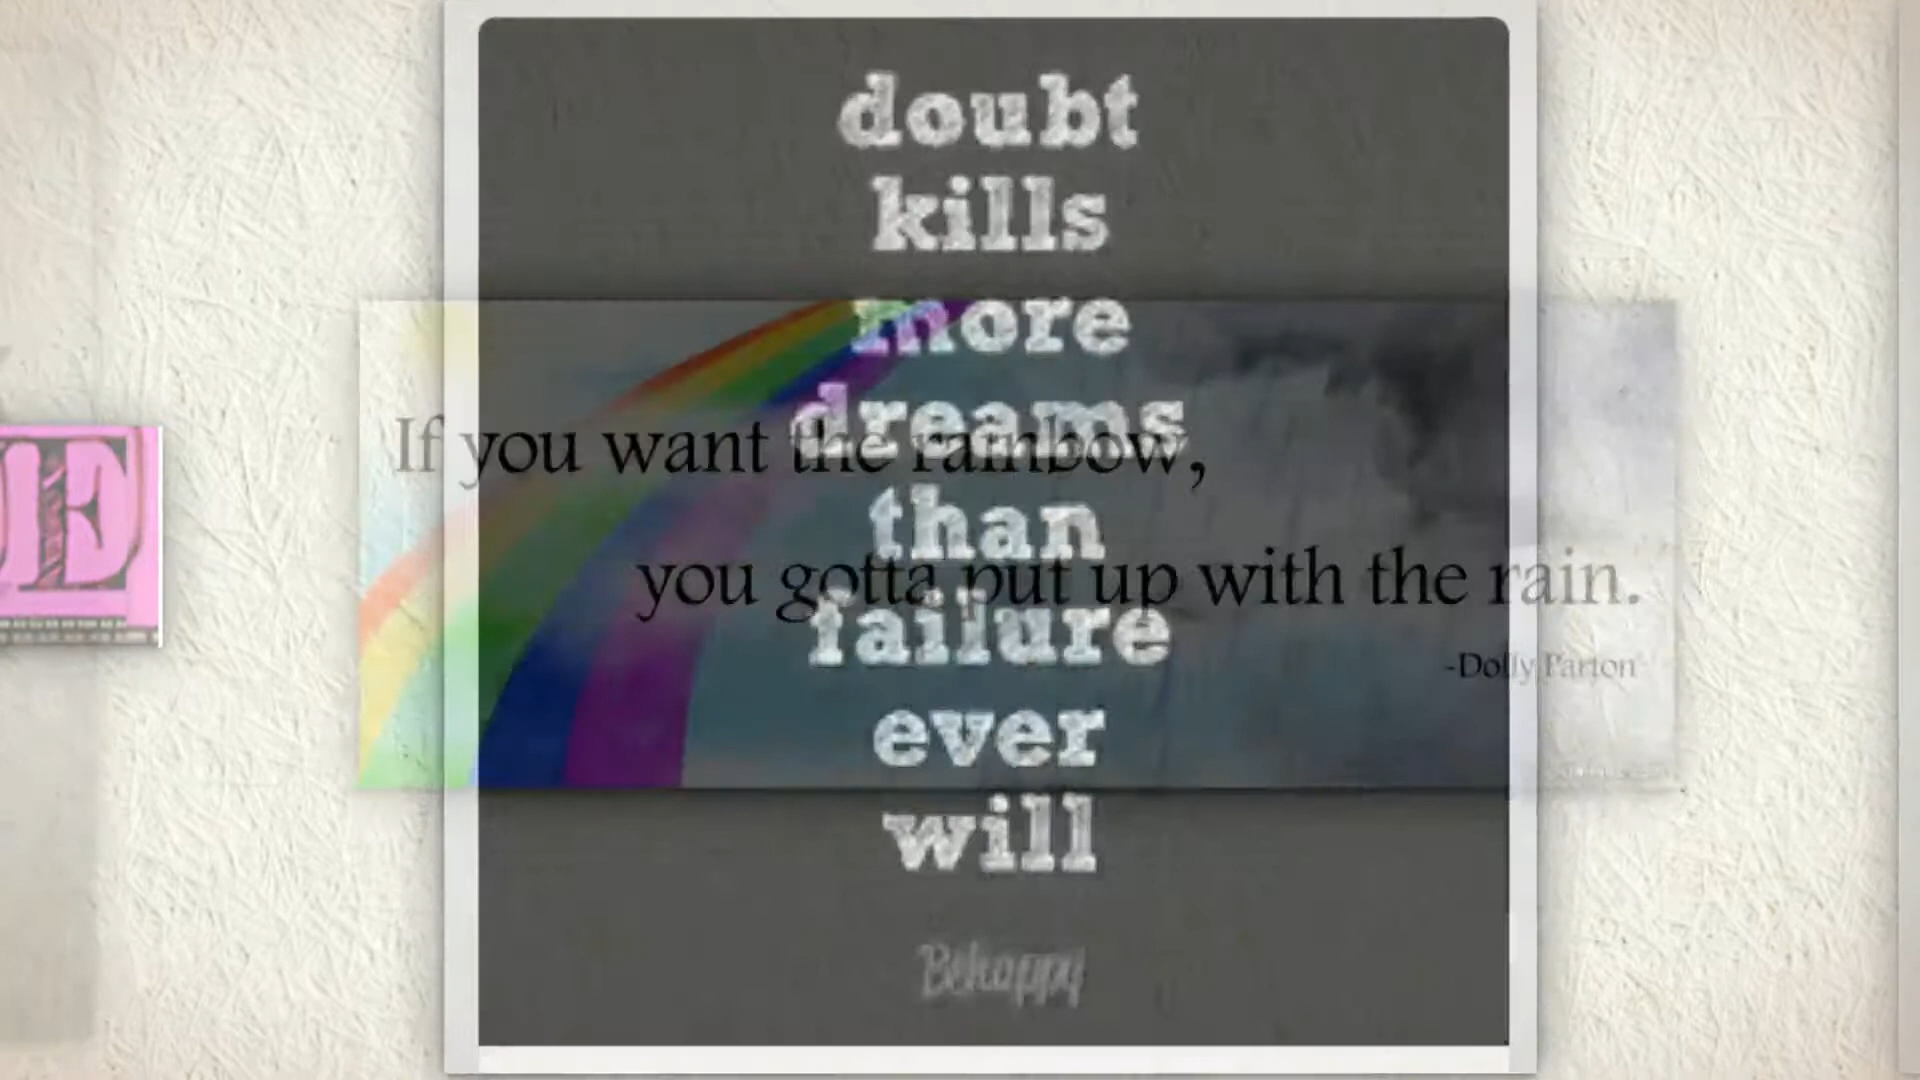 doubt
kills
more
dreams
than
failure
ever
will
Behappy
If you want the rainbow,
you gotta put up with the rain.
-Dolly Parton
E